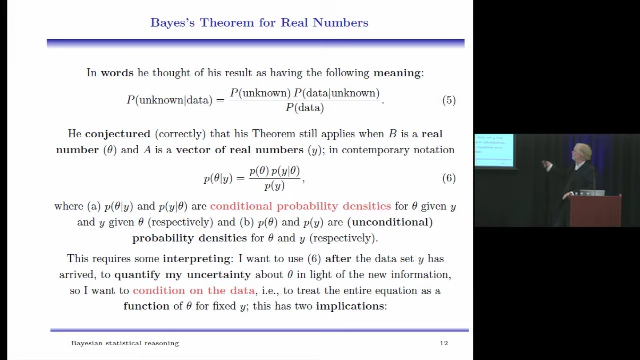 Bayes's Theorem for Real Numbers
In words he thought of his result as having the following meaning:
P(unknown|data) = P(unknown) P(data|unknown) / P(data) . (5)
He conjectured (correctly) that his Theorem still applies when B is a real
number (θ) and A is a vector of real numbers (y); in contemporary notation
p(θ|y) = p(θ) p(y|θ) / p(y) , (6)
where (a) p(θ|y) and p(y|θ) are conditional probability densities for θ given y
and y given θ (respectively) and (b) p(θ) and p(y) are (unconditional)
probability densities for θ and y (respectively).
This requires some interpreting: I want to use (6) after the data set y has
arrived, to quantify my uncertainty about θ in light of the new information,
so I want to condition on the data, i.e., to treat the entire equation as a
function of θ for fixed y; this has two implications:
Bayesian statistical reasoning 12